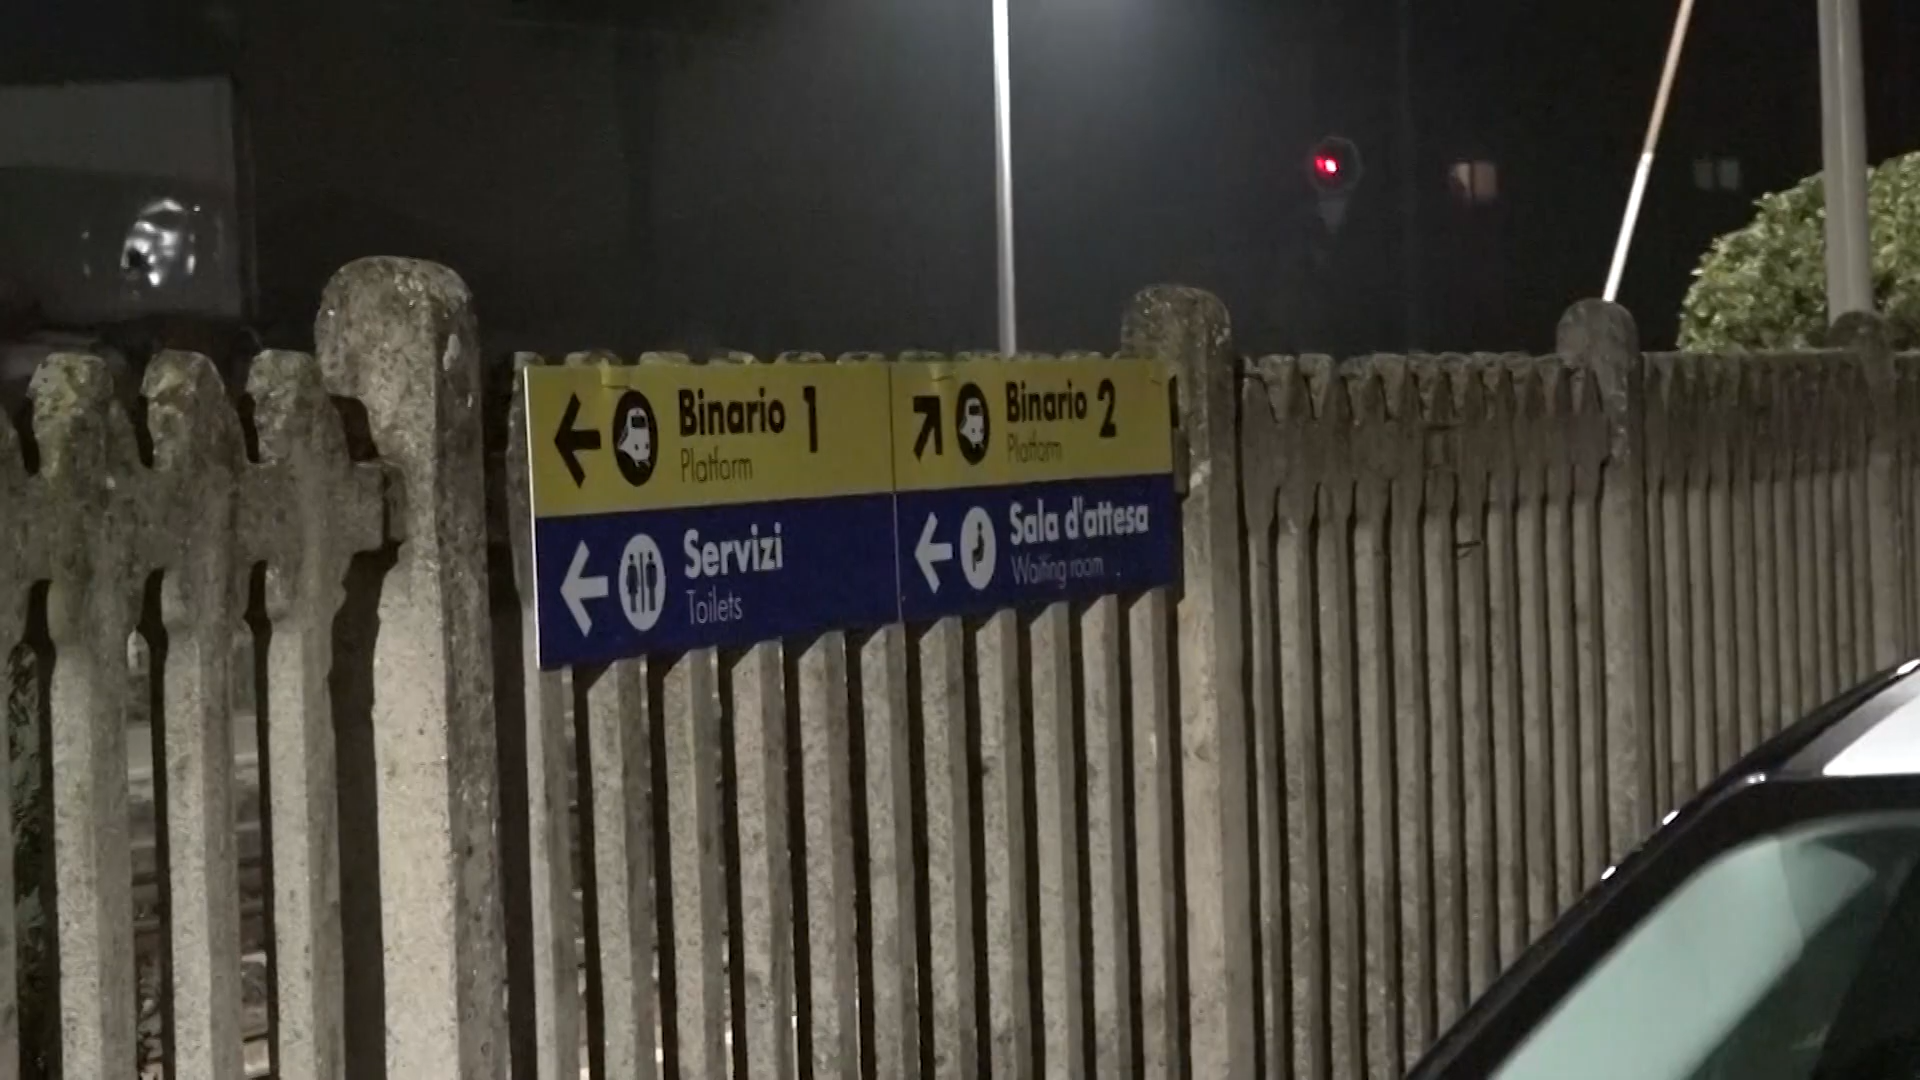 Binario 1
Platform
Servizi
Toilets
Binario 2
Platform
Sala d'attesa
Waiting room